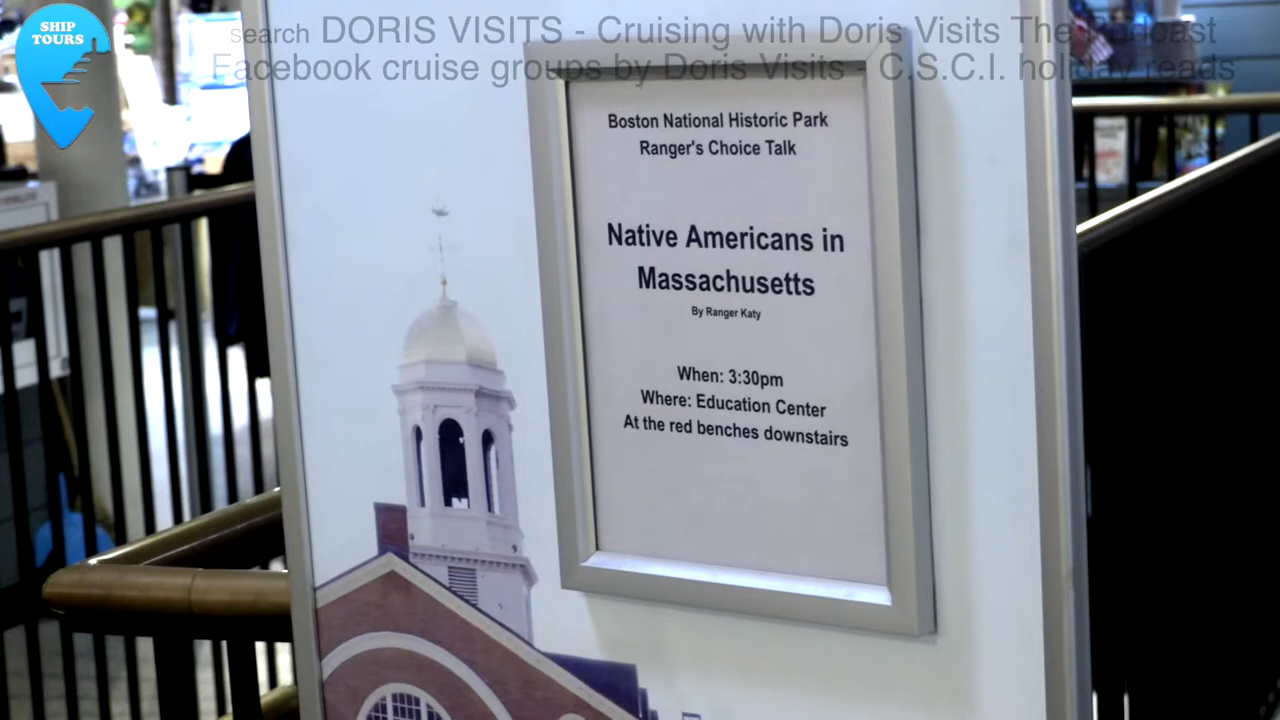 SHIP
TOURS
search DORIS VISITS - Cruising with Doris Visits The Podcast
Facebook cruise groups by Doris Visits - C.S.C.I. holiday reads
Boston National Historic Park
Ranger's Choice Talk
Native Americans in
Massachusetts
By Ranger Katy
When: 3:30pm
Where: Education Center
At the red benches downstairs